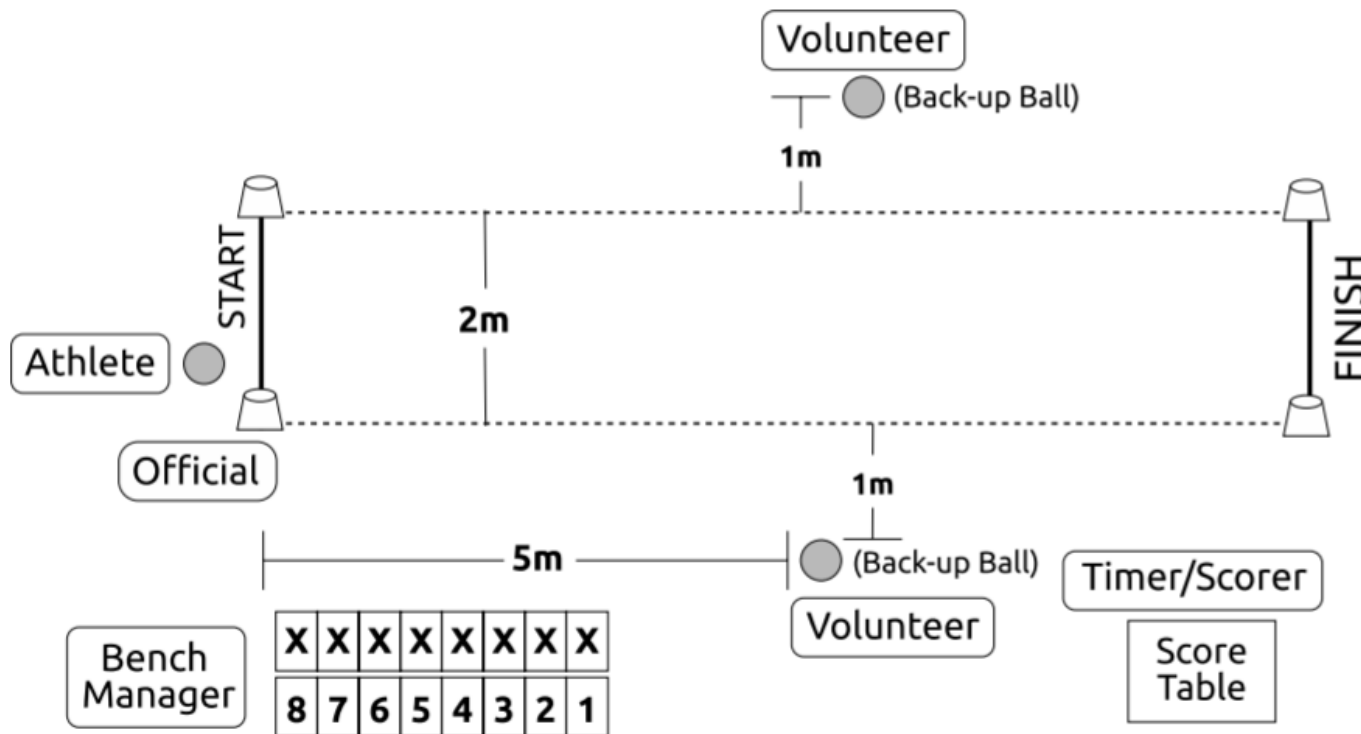 Volunteer
(Back-up Ball)
1m
START
2m
FINISH
Athlete
Official
1m
5m
(Back-up Ball)
Volunteer
Timer/Scorer
Bench
Manager
X X X X X X X X
8 7 6 5 4 3 2 1
Score
Table